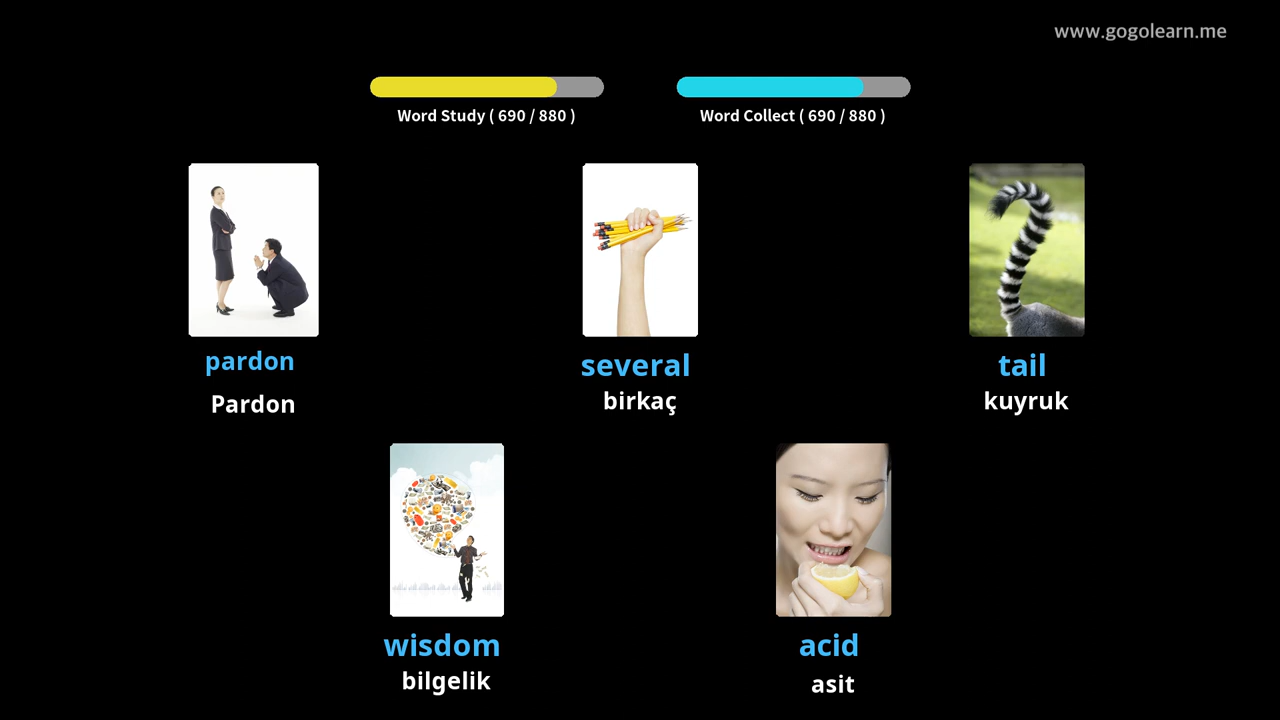 www.gogolearn.me
Word Study ( 690 / 880 )
Word Collect ( 690 / 880 )
pardon
Pardon
several
birkaç
tail
kuyruk
wisdom
bilgelik
acid
asit